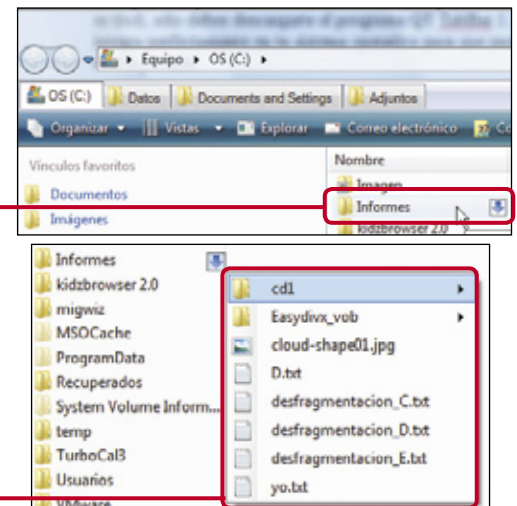 Equipo OS (C:)
OS (C:) Datos Documents and Settings Adjuntos
Organizar Vistas Explorar Correo electrónico
Vínculos favoritos
Documentos
Imágenes
Nombre
Imagen
Informes
kidzbrowser 2.0
Informes
kidzbrowser 2.0
migwiz
MSOCache
ProgramData
Recuperados
System Volume Inform...
temp
TurboCal3
Usuarios
VMware
cd1
Easydivx_vob
cloud-shape01.jpg
D.txt
desfragmentacion_C.txt
desfragmentacion_D.txt
desfragmentacion_E.txt
yo.txt